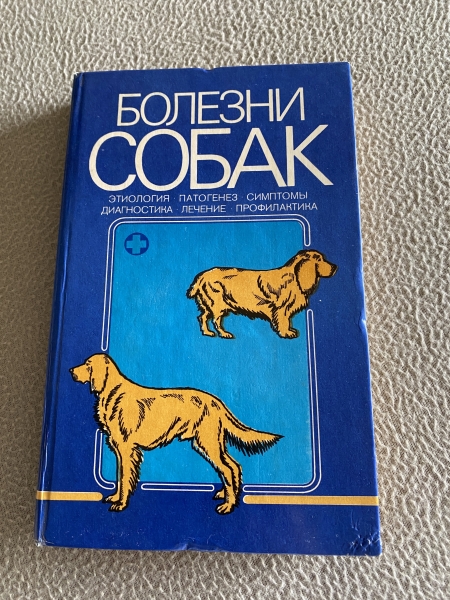 БОЛЕЗНИ
СОБАК
ЭТИОЛОГИЯ · ПАТОГЕНЕЗ · СИМПТОМЫ
ДИАГНОСТИКА · ЛЕЧЕНИЕ · ПРОФИЛАКТИКА